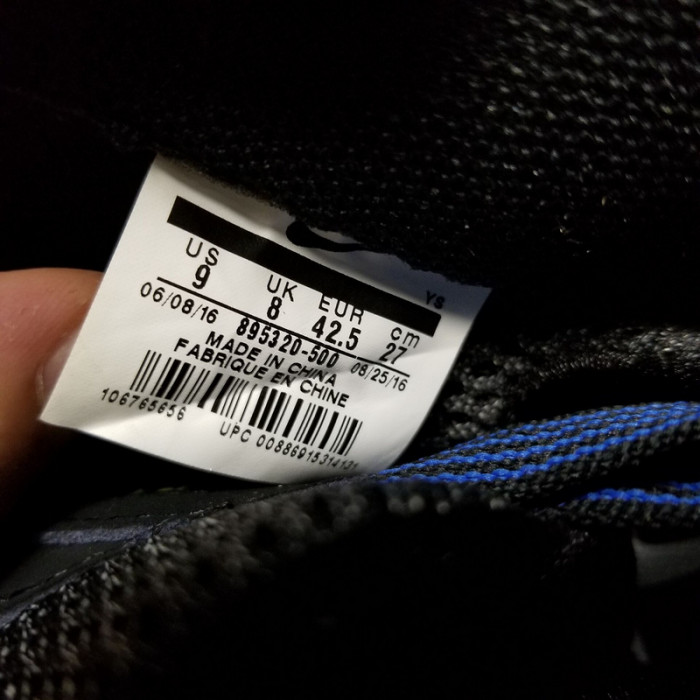 YS
US UK EUR cm
9 8 42.5 27
06/08/16 895320-500 08/25/16
MADE IN CHINA
FABRIQUE EN CHINE
106765656
UPC